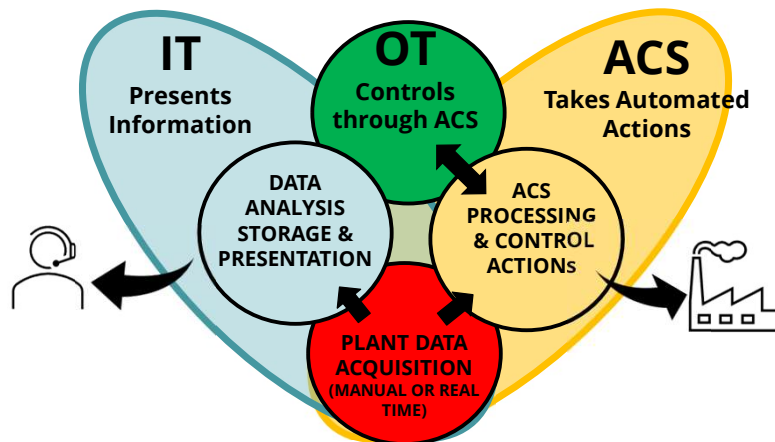 IT
Presents
Information
OT
Controls
through ACS
ACS
Takes Automated
Actions
DATA
ANALYSIS
STORAGE &
PRESENTATION
ACS
PROCESSING
& CONTROL
ACTIONs
PLANT DATA
ACQUISITION
(MANUAL OR REAL
TIME)